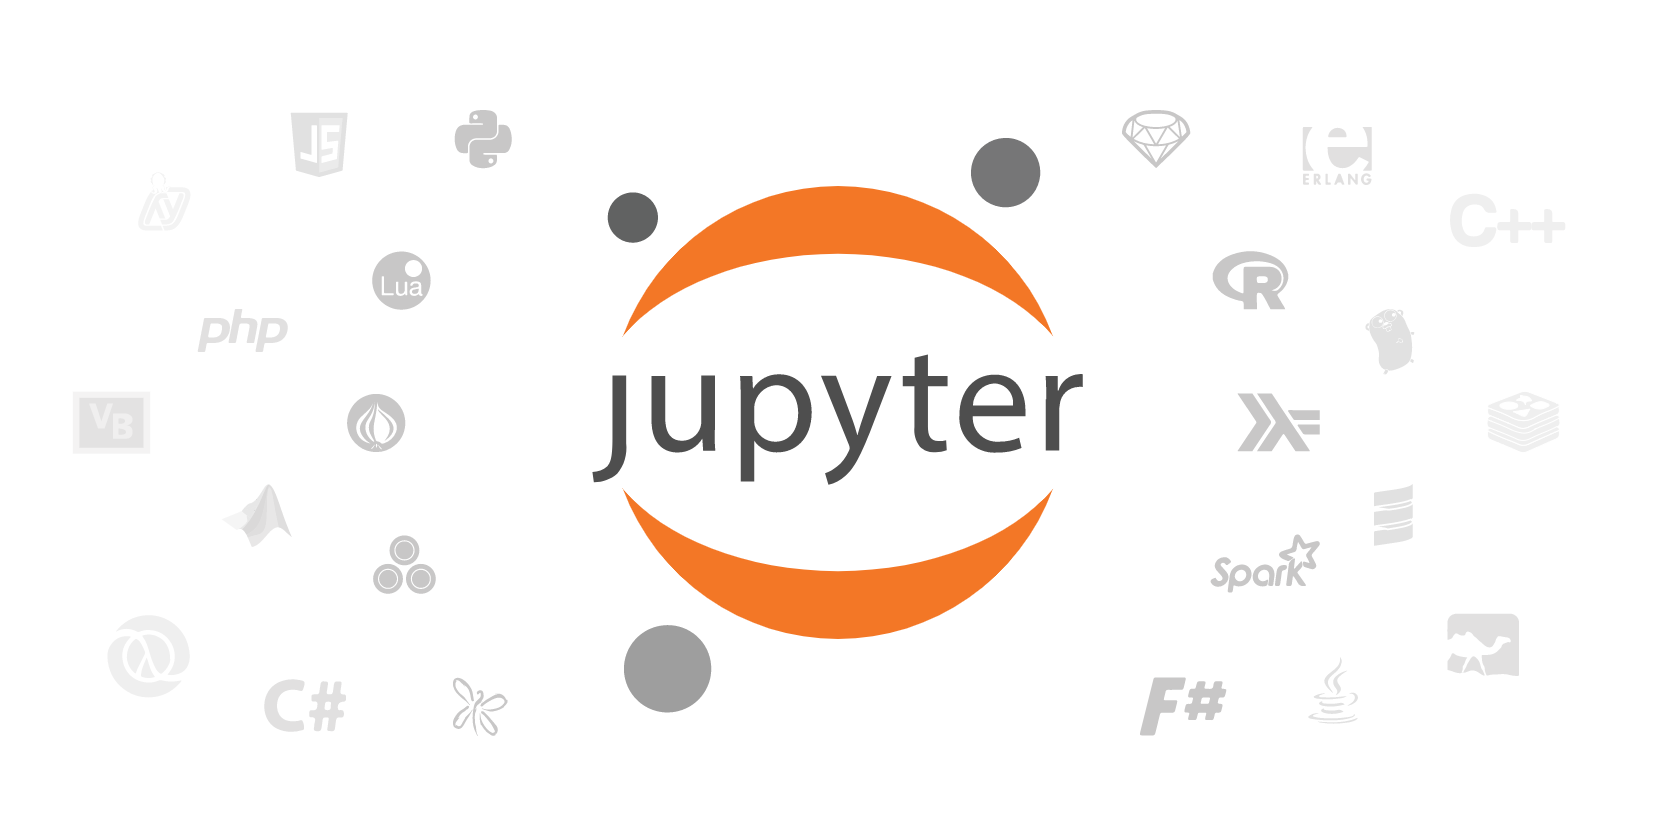 JS
ERLANG
C++
Lua
R
php
jupyter
VB
Spark
C#
F#